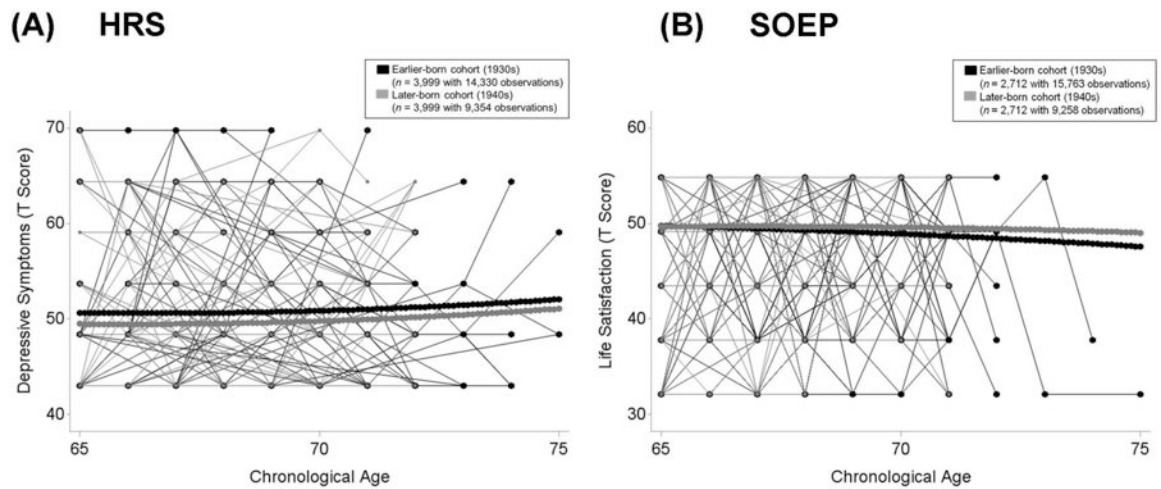 (A) HRS
Earlier-born cohort (1930s)
(n = 3,999 with 14,330 observations)
Later-born cohort (1940s)
(n = 3,999 with 9,354 observations)
70
60
50
40
Depressive Symptoms (T Score)
65 70 75
Chronological Age
(B) SOEP
Earlier-born cohort (1930s)
(n = 2,712 with 15,763 observations)
Later-born cohort (1940s)
(n = 2,712 with 9,258 observations)
60
50
40
30
Life Satisfaction (T Score)
65 70 75
Chronological Age